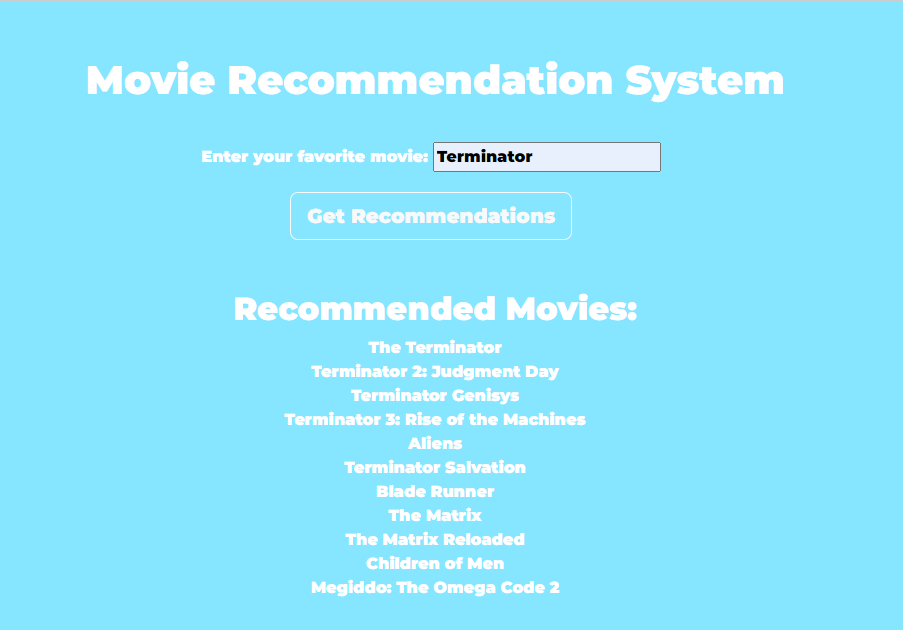 Movie Recommendation System
Enter your favorite movie: Terminator
Get Recommendations
Recommended Movies:
The Terminator
Terminator 2: Judgment Day
Terminator Genisys
Terminator 3: Rise of the Machines
Aliens
Terminator Salvation
Blade Runner
The Matrix
The Matrix Reloaded
Children of Men
Megiddo: The Omega Code 2